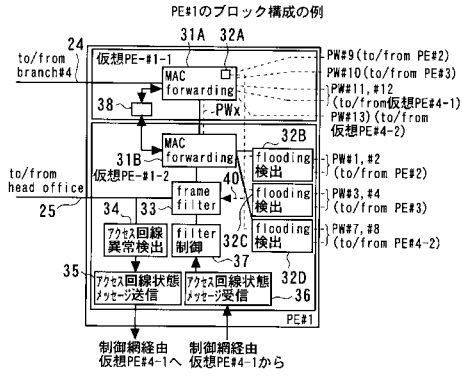 PE#1のブロック構成の例
24
31A
32A
to/from
branch#4
仮想PE-#1-1
MAC
forwarding
PW#9(to/from PE#2)
PW#10(to/from PE#3)
PW#11,#12
(to/from仮想PE#4-1)
PW#13)(to/from
仮想PE#4-2)
38
PWx
MAC
forwarding
31B
仮想PE-#1-2
32B
flooding
検出
PW#1,#2
(to/from PE#2)
to/from
head office
25
34
33
frame
filter
40
flooding
検出
PW#3,#4
(to/from PE#3)
アクセス回線
異常検出
filter
制御
32C
flooding
検出
PW#7,#8
(to/from PE#4-2)
35
37
32D
アクセス回線状態
メッセージ送信
アクセス回線状態
メッセージ受信
36
PE#1
制御網経由
仮想PE#4-1へ
制御網経由
仮想PE#4-1から